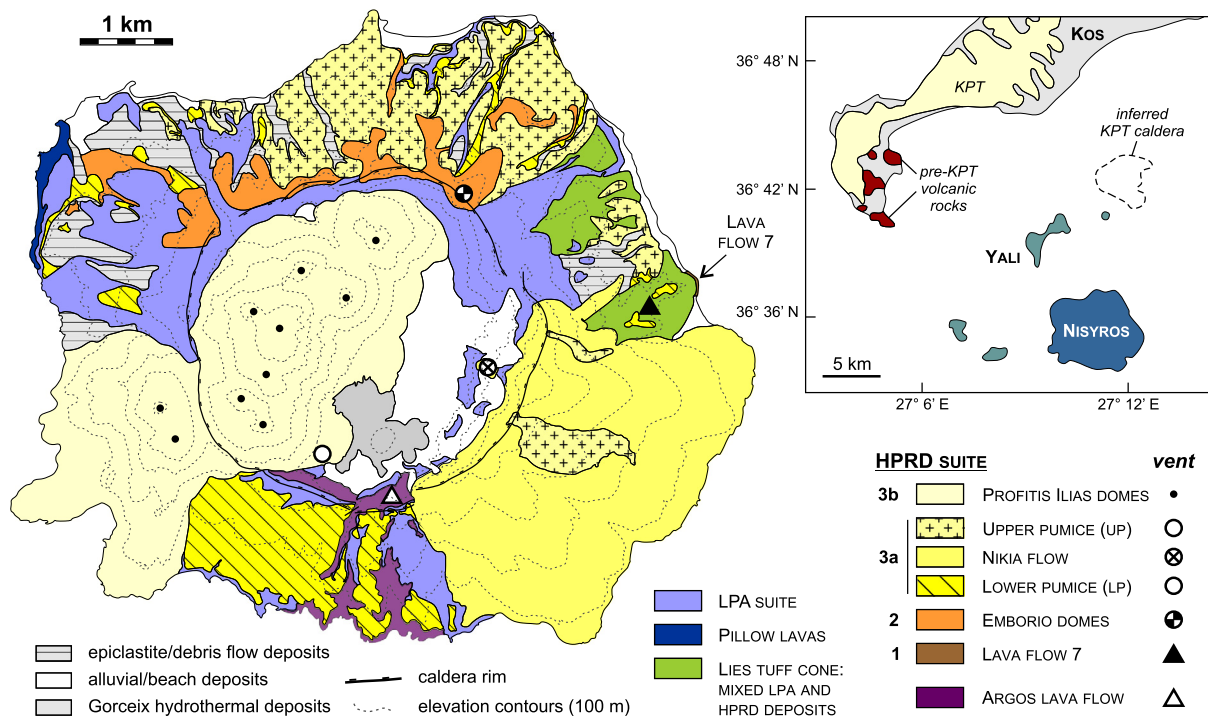 1 km
LAVA
FLOW 7
epiclastite/debris flow deposits
alluvial/beach deposits
Gorceix hydrothermal deposits
caldera rim
elevation contours (100 m)
LPA SUITE
PILLOW LAVAS
LIES TUFF CONE:
MIXED LPA AND
HPRD DEPOSITS
36° 48' N
36° 42' N
36° 36' N
KOS
KPT
inferred
KPT caldera
pre-KPT
volcanic
rocks
YALI
NISYROS
5 km
27° 6' E
27° 12' E
HPRD SUITE vent
3b PROFITIS ILIAS DOMES
UPPER PUMICE (UP)
3a NIKIA FLOW
LOWER PUMICE (LP)
2 EMBORIO DOMES
1 LAVA FLOW 7
ARGOS LAVA FLOW